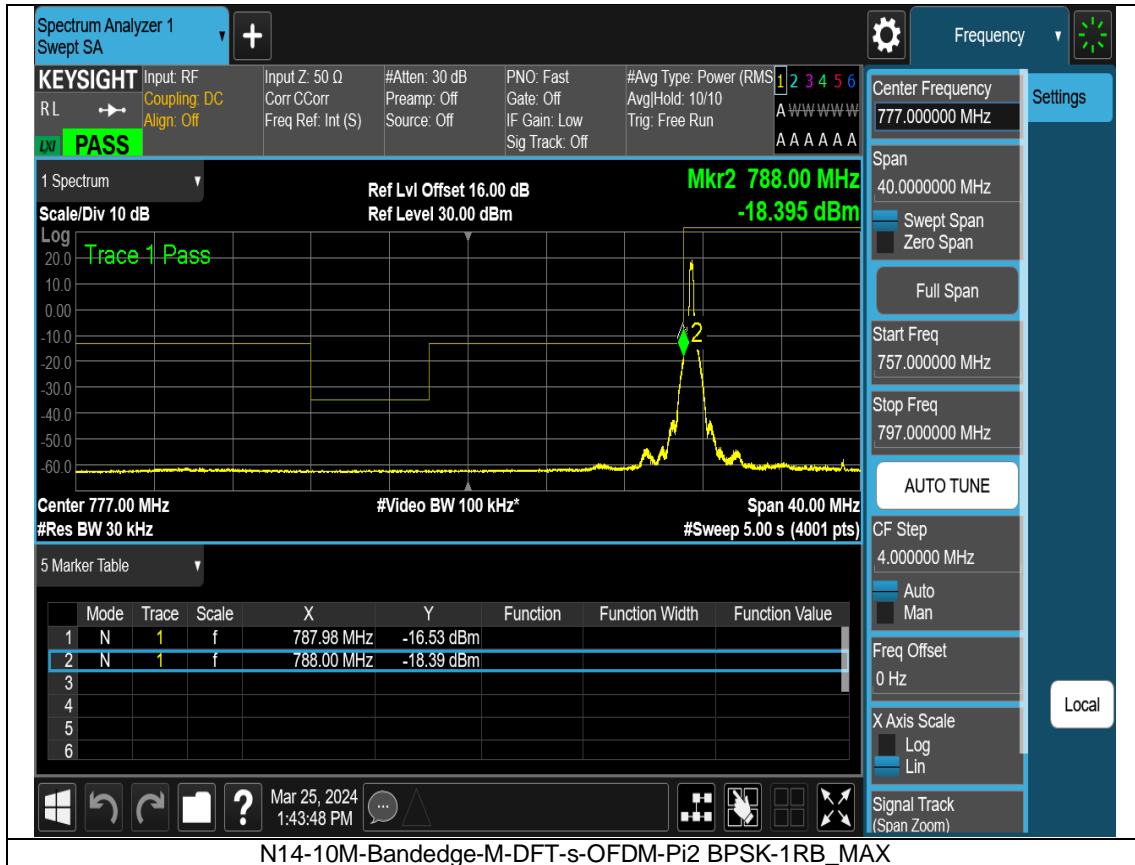 Spectrum Analyzer 1
Swept SA
+
Frequency
KEYSIGHT
R L
LXI
PASS
Input: RF
Coupling: DC
Align: Off
Input Z: 50 Ω
Corr CCorr
Freq Ref: Int (S)
#Atten: 30 dB
Preamp: Off
Source: Off
PNO: Fast
Gate: Off
IF Gain: Low
Sig Track: Off
#Avg Type: Power (RMS
Avg|Hold: 10/10
Trig: Free Run
1 2 3 4 5 6
A W W W W W
A A A A A A
1 Spectrum
Scale/Div 10 dB
Ref Lvl Offset 16.00 dB
Ref Level 30.00 dBm
Mkr2 788.00 MHz
-18.395 dBm
Log
Trace 1 Pass
20.0
10.0
0.00
-10.0
2
-20.0
-30.0
-40.0
-50.0
-60.0
Center 777.00 MHz
#Video BW 100 kHz*
Span 40.00 MHz
#Res BW 30 kHz
#Sweep 5.00 s (4001 pts)
5 Marker Table
Mode Trace Scale X Y Function Function Width Function Value
1 N 1 f 787.98 MHz -16.53 dBm
2 N 1 f 788.00 MHz -18.39 dBm
3
4
5
6
Center Frequency
777.000000 MHz
Settings
Span
40.0000000 MHz
Swept Span
Zero Span
Full Span
Start Freq
757.000000 MHz
Stop Freq
797.000000 MHz
AUTO TUNE
CF Step
4.000000 MHz
Auto
Man
Freq Offset
0 Hz
Local
X Axis Scale
Log
Lin
Signal Track
(Span Zoom)
?
Mar 25, 2024
1:43:48 PM
N14-10M-Bandedge-M-DFT-s-OFDM-Pi2 BPSK-1RB_MAX